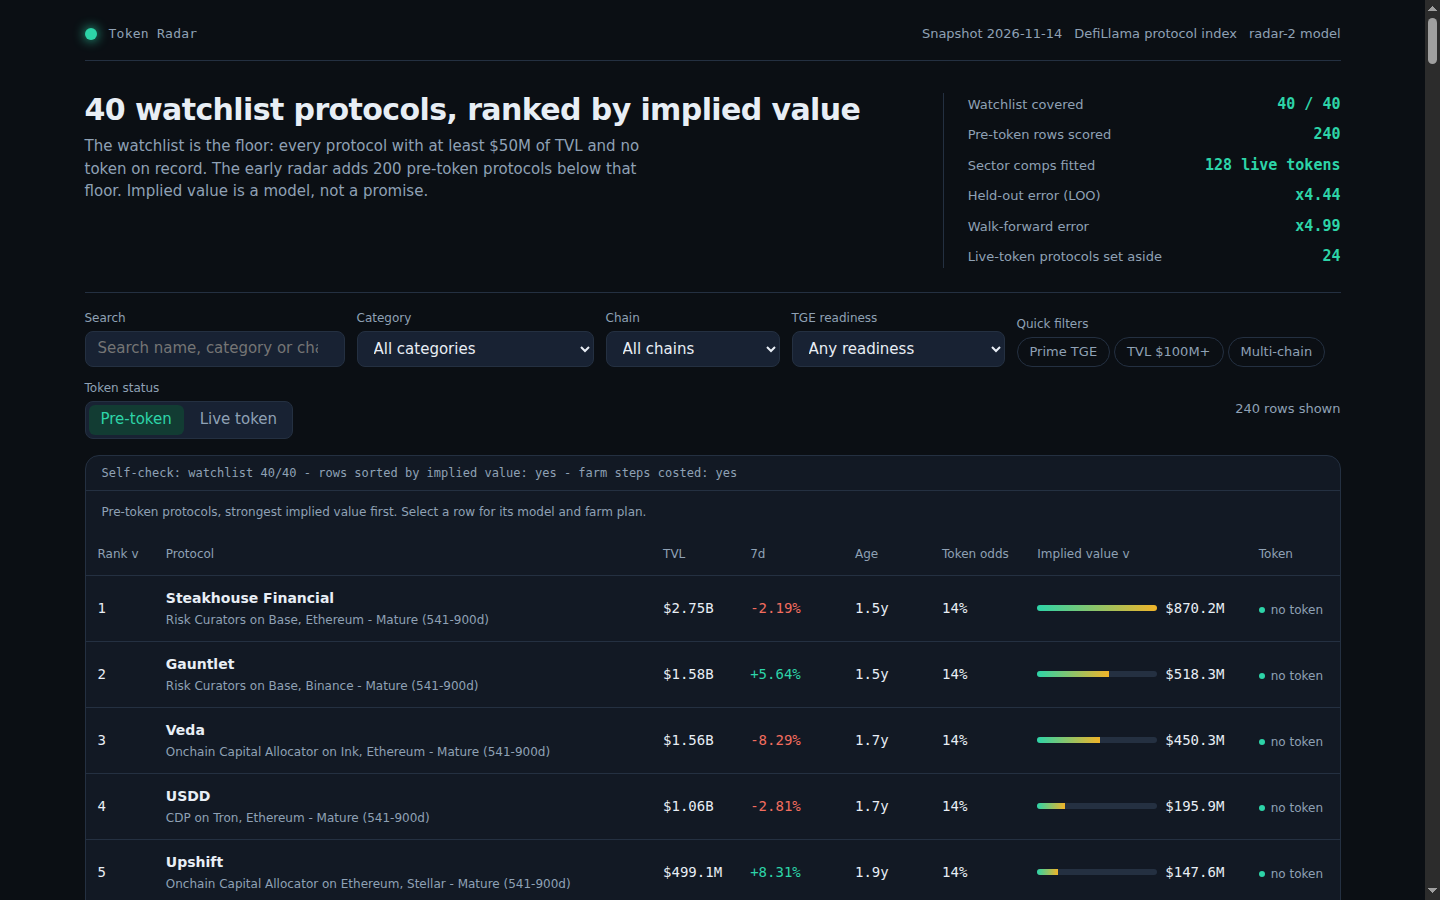 Token Radar
Snapshot 2026-11-14 DefiLlama protocol index radar-2 model
40 watchlist protocols, ranked by implied value
The watchlist is the floor: every protocol with at least $50M of TVL and no
token on record. The early radar adds 200 pre-token protocols below that
floor. Implied value is a model, not a promise.
Watchlist covered 40 / 40
Pre-token rows scored 240
Sector comps fitted 128 live tokens
Held-out error (LOO) x4.44
Walk-forward error x4.99
Live-token protocols set aside 24
Search Category Chain TGE readiness Quick filters
Search name, category or cha All categories All chains Any readiness Prime TGE TVL $100M+ Multi-chain
Token status
Pre-token Live token 240 rows shown
Self-check: watchlist 40/40 - rows sorted by implied value: yes - farm steps costed: yes
Pre-token protocols, strongest implied value first. Select a row for its model and farm plan.
Rank v Protocol TVL 7d Age Token odds Implied value v Token
1 Steakhouse Financial $2.75B -2.19% 1.5y 14% $870.2M no token
Risk Curators on Base, Ethereum - Mature (541-900d)
2 Gauntlet $1.58B +5.64% 1.5y 14% $518.3M no token
Risk Curators on Base, Binance - Mature (541-900d)
3 Veda $1.56B -8.29% 1.7y 14% $450.3M no token
Onchain Capital Allocator on Ink, Ethereum - Mature (541-900d)
4 USDD $1.06B -2.81% 1.7y 14% $195.9M no token
CDP on Tron, Ethereum - Mature (541-900d)
5 Upshift $499.1M +8.31% 1.9y 14% $147.6M no token
Onchain Capital Allocator on Ethereum, Stellar - Mature (541-900d)